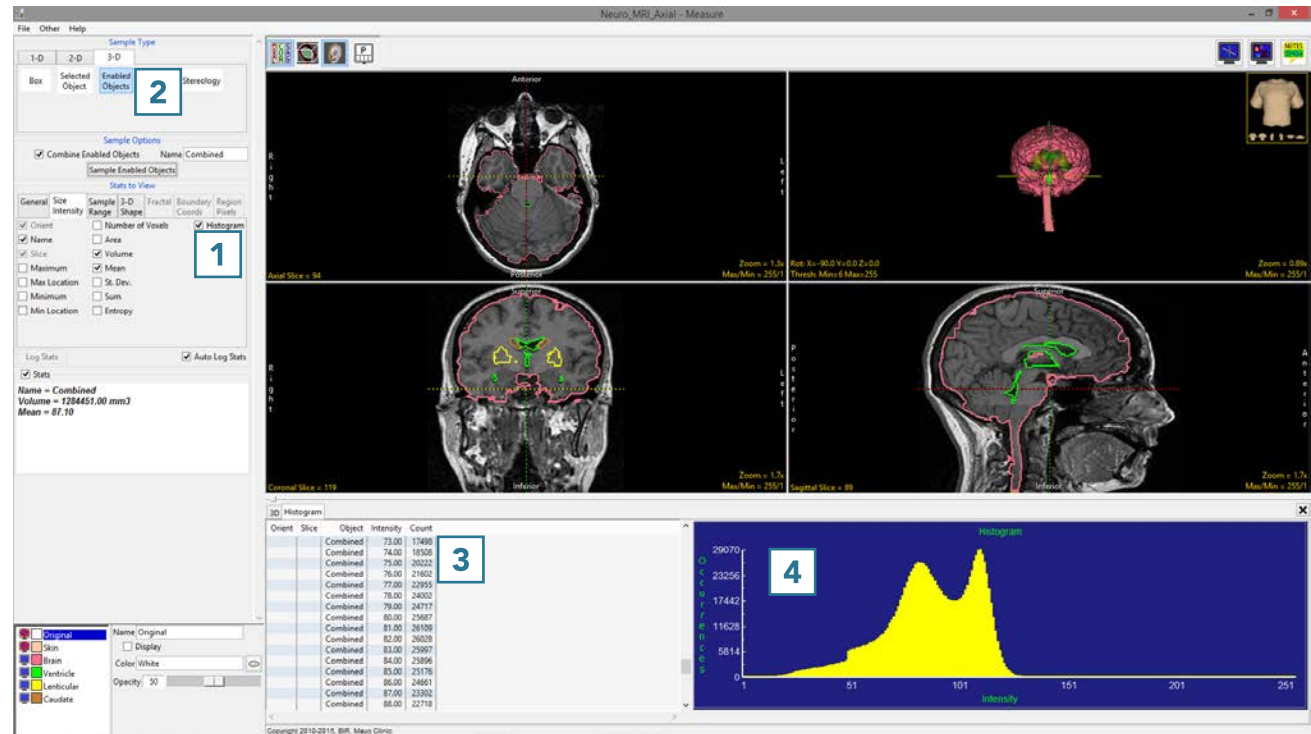 Neuro_MRI_Axial - Measure
File Other Help
Sample Type
1-D 2-D 3-D
Box Selected Object Enabled Objects Stereology
2
Sample Options
Combine Enabled Objects Name Combined
Sample Enabled Objects
Stats to View
General Size Intensity Sample Range 3-D Shape Fractal Boundary Coords Region Pixels
Orient Number of Voxels Histogram
Name Area
Slice Volume
Maximum Mean
Max Location St. Dev.
Minimum Sum
Min Location Entropy
1
Log Stats Auto Log Stats
Stats
Name = Combined
Volume = 1284451.00 mm3
Mean = 87.10
Original
Skin
Brain
Ventricle
Lenticular
Caudate
Name Original
Display
Color White
Opacity 50
P
NOTES
Anterior
Right
Left
Posterior
Axial Slice = 94
Zoom = 1.3x
Max/Min = 255/1
Rot: X=-90.0 Y=0.0 Z=0.0
Thresh: Min=6 Max=255
Zoom = 0.89x
Max/Min = 255/1
Superior
Right
Left
Inferior
Coronal Slice = 119
Zoom = 1.7x
Max/Min = 255/1
Superior
Posterior
Anterior
Inferior
Sagittal Slice = 89
Zoom = 1.7x
Max/Min = 255/1
3D Histogram
Orient Slice Object Intensity Count
Combined 73.00 17498
Combined 74.00 18508
Combined 75.00 20222
Combined 76.00 21602
Combined 77.00 22955
Combined 78.00 24002
Combined 79.00 24717
Combined 80.00 25687
Combined 81.00 26109
Combined 82.00 26028
Combined 83.00 25997
Combined 84.00 25896
Combined 85.00 25176
Combined 86.00 24661
Combined 87.00 23302
Combined 88.00 22718
3
Histogram
Occurrences
29070
23256
17442
11628
5814
0
1 51 101 151 201 251
Intensity
4
Copyright 2010-2015, BIR, Mayo Clinic